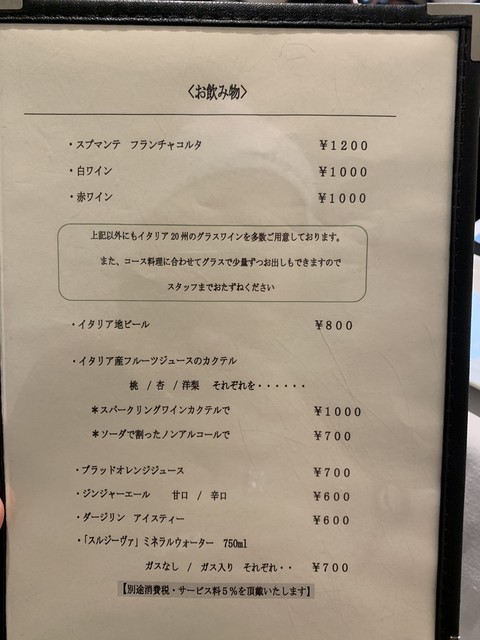 〈お飲み物〉
・スプマンテ　フランチャコルタ　￥1200
・白ワイン　￥1000
・赤ワイン　￥1000
上記以外にもイタリア20州のグラスワインを多数ご用意しております。
また、コース料理に合わせてグラスで少量ずつお出しもできますので
スタッフまでおたずねください
・イタリア地ビール　￥800
・イタリア産フルーツジュースのカクテル
桃　/ 杏　/ 洋梨　それぞれを・・・・・・
＊スパークリングワインカクテルで　￥1000
＊ソーダで割ったノンアルコールで　￥700
・ブラッドオレンジジュース　￥700
・ジンジャーエール　甘口　/　辛口　￥600
・ダージリン　アイスティー　￥600
・「スルジーヴァ」ミネラルウォーター　750ml
ガスなし　/　ガス入り　それぞれ・・　￥700
【別途消費税・サービス料5％を頂戴いたします】